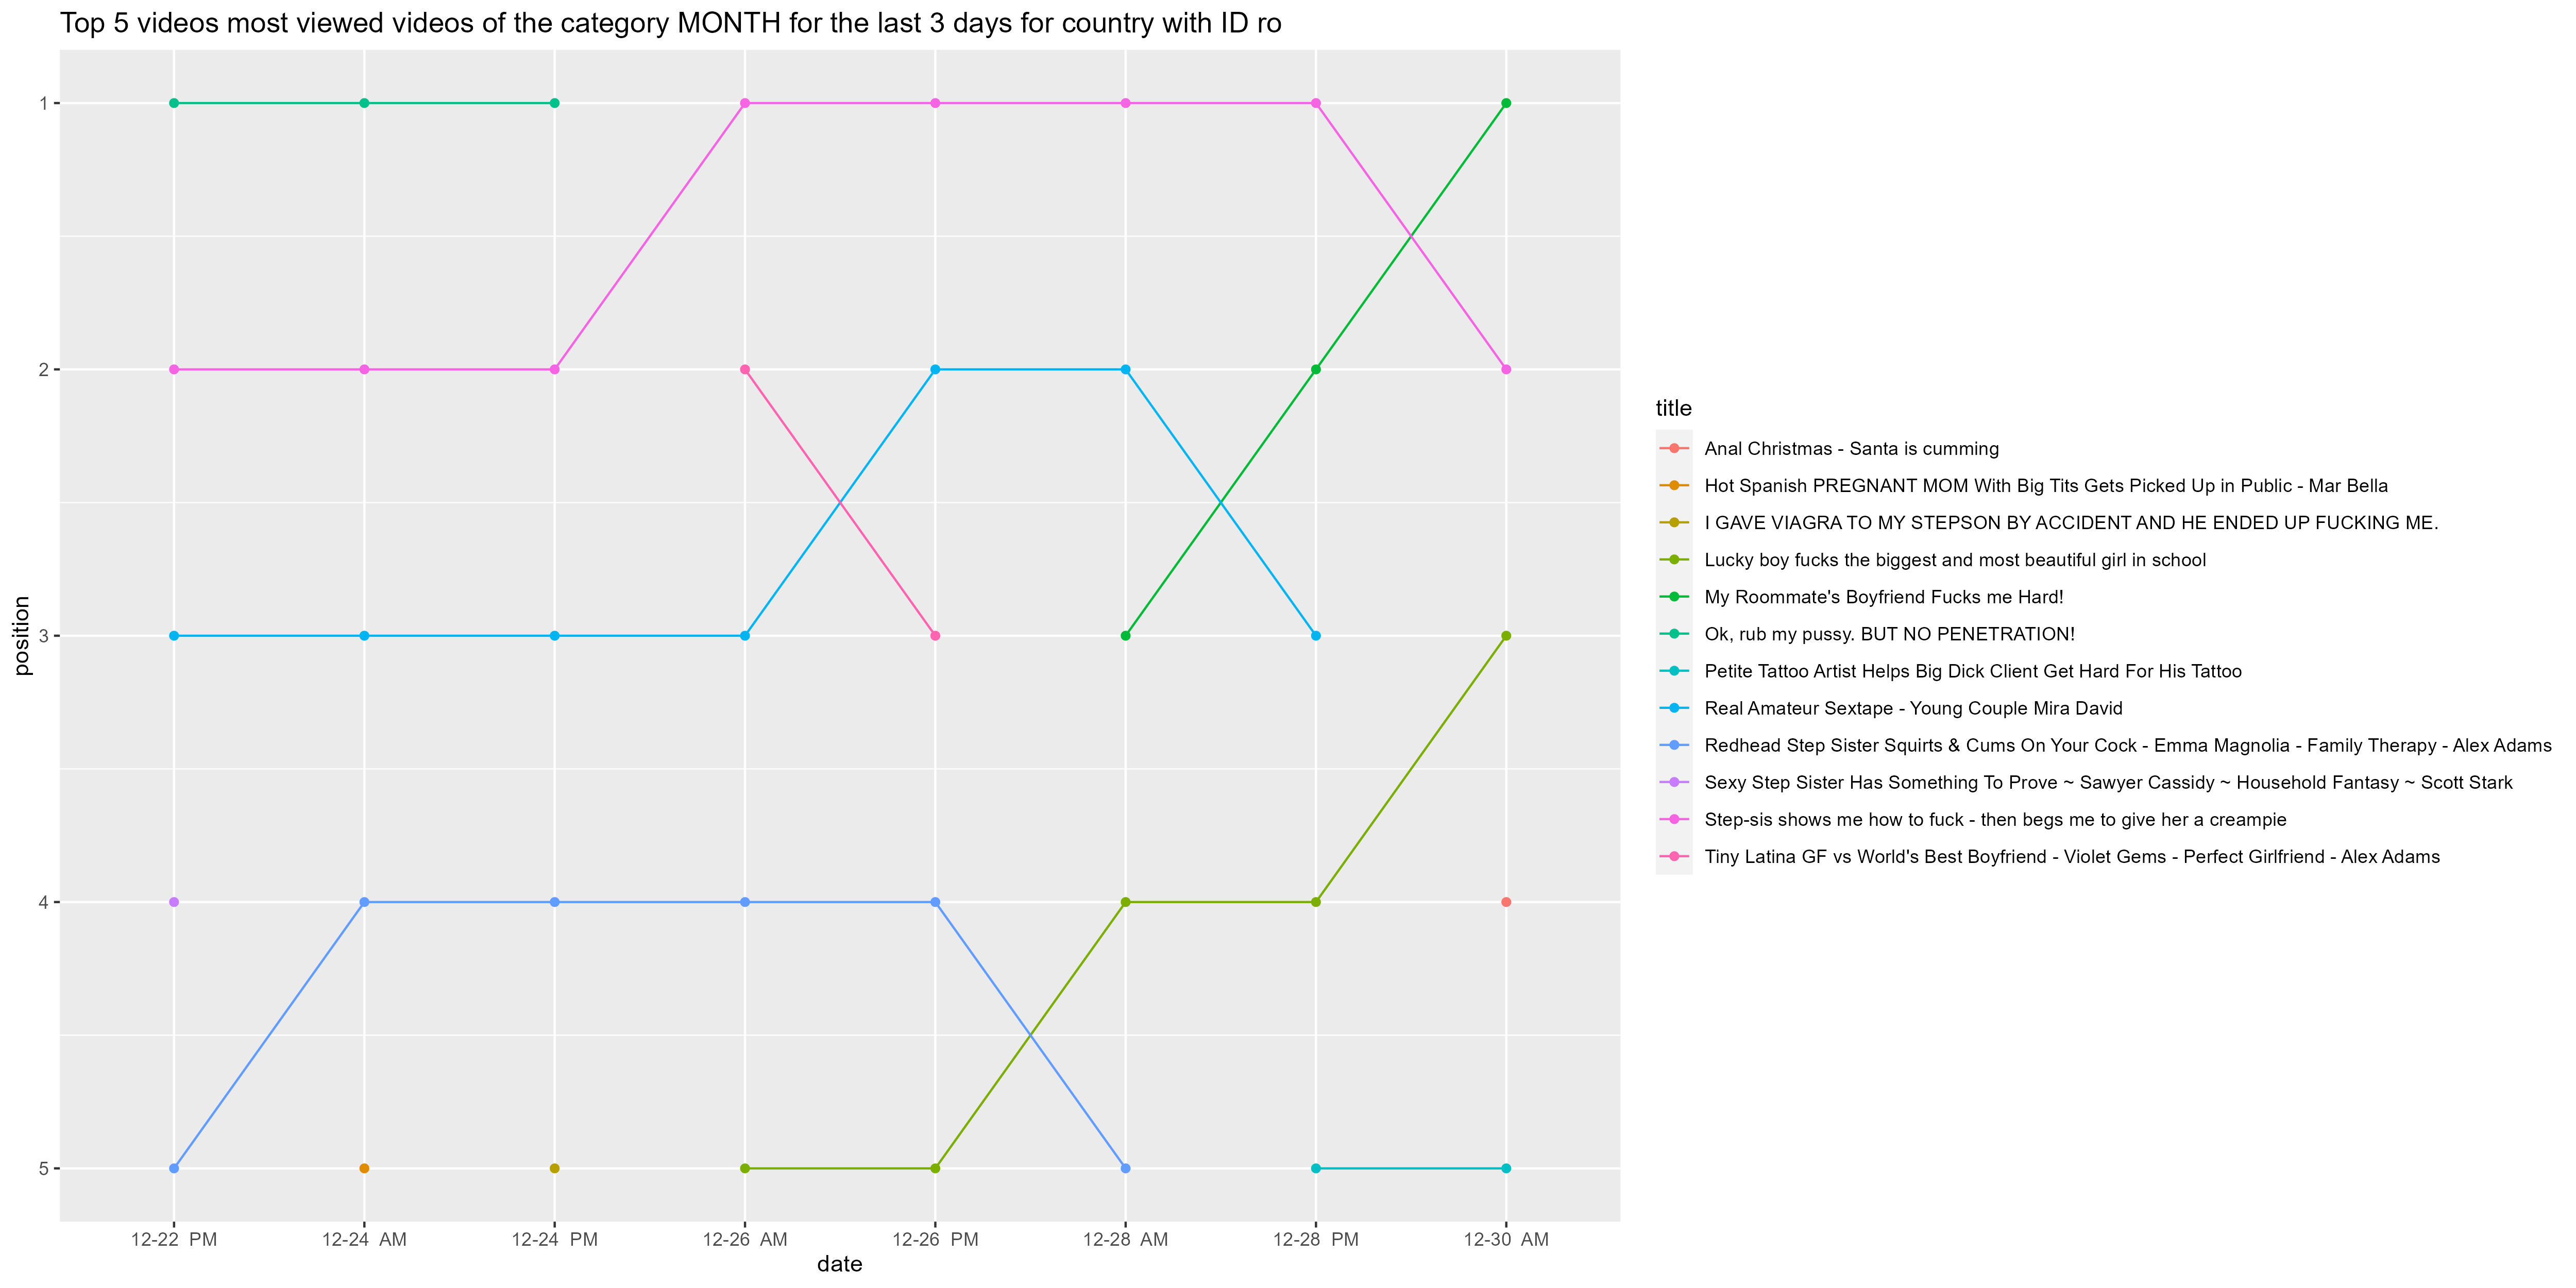 Top 5 videos most viewed videos of the category MONTH for the last 3 days for country with ID ro
1
2
3
4
5
position
12-22 PM
12-24 AM
12-24 PM
12-26 AM
12-26 PM
12-28 AM
12-28 PM
12-30 AM
date
title
Anal Christmas - Santa is cumming
Hot Spanish PREGNANT MOM With Big Tits Gets Picked Up in Public - Mar Bella
I GAVE VIAGRA TO MY STEPSON BY ACCIDENT AND HE ENDED UP FUCKING ME.
Lucky boy fucks the biggest and most beautiful girl in school
My Roommate's Boyfriend Fucks me Hard!
Ok, rub my pussy. BUT NO PENETRATION!
Petite Tattoo Artist Helps Big Dick Client Get Hard For His Tattoo
Real Amateur Sextape - Young Couple Mira David
Redhead Step Sister Squirts & Cums On Your Cock - Emma Magnolia - Family Therapy - Alex Adams
Sexy Step Sister Has Something To Prove ~ Sawyer Cassidy ~ Household Fantasy ~ Scott Stark
Step-sis shows me how to fuck - then begs me to give her a creampie
Tiny Latina GF vs World's Best Boyfriend - Violet Gems - Perfect Girlfriend - Alex Adams